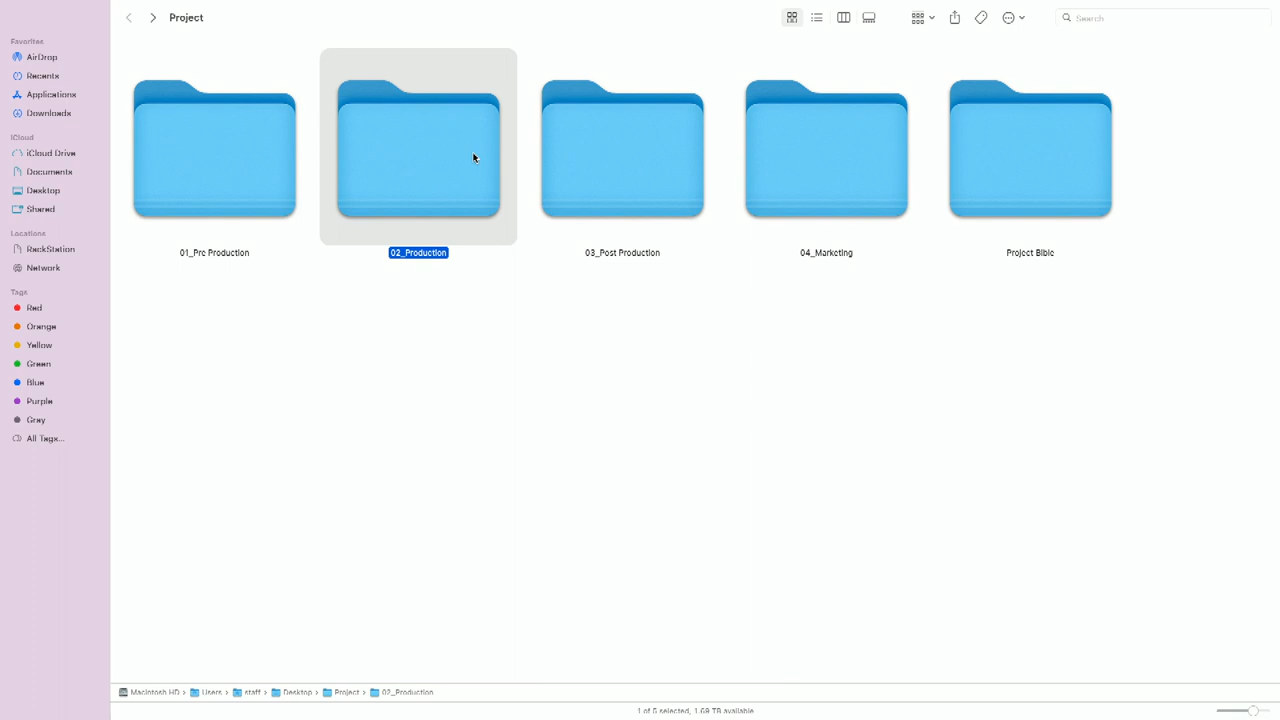 Project
Search
Favorites
AirDrop
Recents
Applications
Downloads
iCloud
iCloud Drive
Documents
Desktop
Shared
Locations
RackStation
Network
Tags
Red
Orange
Yellow
Green
Blue
Purple
Gray
All Tags...
01_Pre Production
02_Production
03_Post Production
04_Marketing
Project Bible
Macintosh HD › Users › staff › Desktop › Project › 02_Production
1 of 5 selected, 1.69 TB available